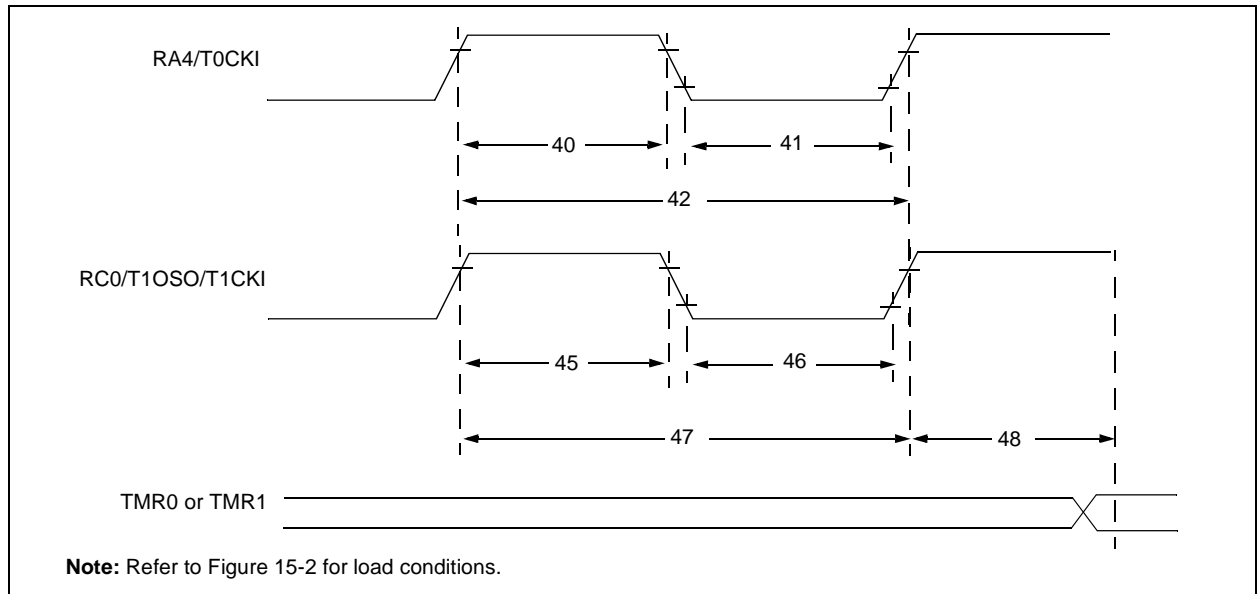 RA4/T0CKI
40
41
42
RC0/T1OSO/T1CKI
45
46
47
48
TMR0 or TMR1
Note: Refer to Figure 15-2 for load conditions.